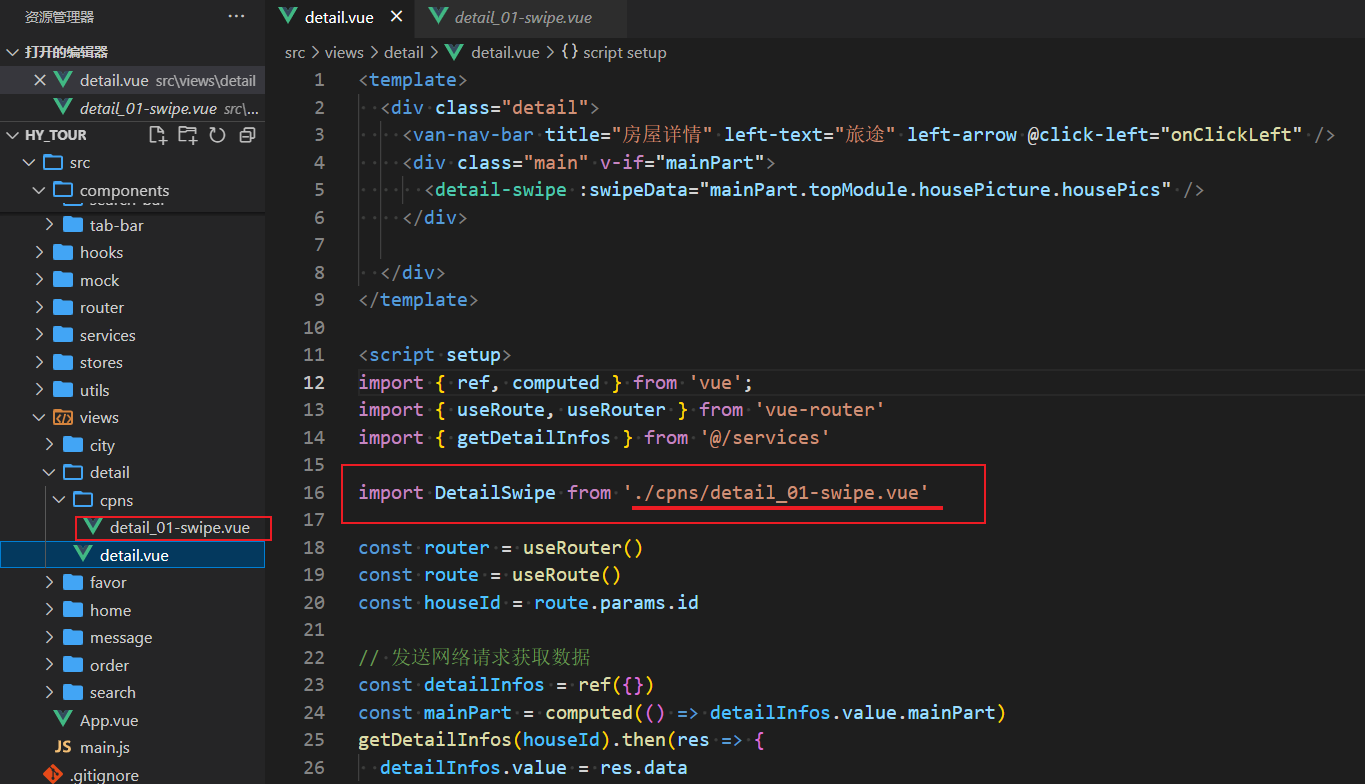 资源管理器 ···
打开的编辑器
detail.vue src\views\detail
detail_01-swipe.vue src\...
HY_TOUR
src
components
search-bar
tab-bar
hooks
mock
router
services
stores
utils
views
city
detail
cpns
detail_01-swipe.vue
detail.vue
favor
home
message
order
search
App.vue
JS main.js
.gitignore
detail.vue
detail_01-swipe.vue
src > views > detail > detail.vue > {} script setup
1 <template>
2 <div class="detail">
3 <van-nav-bar title="房屋详情" left-text="旅途" left-arrow @click-left="onClickLeft" />
4 <div class="main" v-if="mainPart">
5 <detail-swipe :swipeData="mainPart.topModule.housePicture.housePics" />
6 </div>
7
8 </div>
9 </template>
10
11 <script setup>
12 import { ref, computed } from 'vue';
13 import { useRoute, useRouter } from 'vue-router'
14 import { getDetailInfos } from '@/services'
15
16 import DetailSwipe from './cpns/detail_01-swipe.vue'
17
18 const router = useRouter()
19 const route = useRoute()
20 const houseId = route.params.id
21
22 // 发送网络请求获取数据
23 const detailInfos = ref({})
24 const mainPart = computed(() => detailInfos.value.mainPart)
25 getDetailInfos(houseId).then(res => {
26 detailInfos.value = res.data